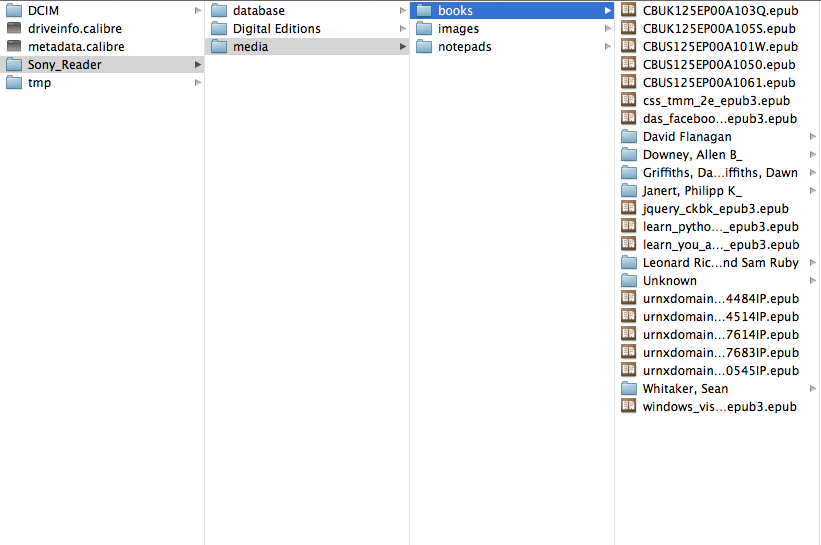 DCIM
driveinfo.calibre
metadata.calibre
Sony_Reader
tmp
database
Digital Editions
media
books
images
notepads
CBUK125EP00A103Q.epub
CBUK125EP00A105S.epub
CBUS125EP00A101W.epub
CBUS125EP00A1050.epub
CBUS125EP00A1061.epub
css_tmm_2e_epub3.epub
das_faceboo…epub3.epub
David Flanagan
Downey, Allen B_
Griffiths, Da…iffiths, Dawn
Janert, Philipp K_
jquery_ckbk_epub3.epub
learn_pytho…_epub3.epub
learn_you_a…_epub3.epub
Leonard Ric…nd Sam Ruby
Unknown
urnxdomain…4484IP.epub
urnxdomain…4514IP.epub
urnxdomain…7614IP.epub
urnxdomain…7683IP.epub
urnxdomain…0545IP.epub
Whitaker, Sean
windows_vis…epub3.epub